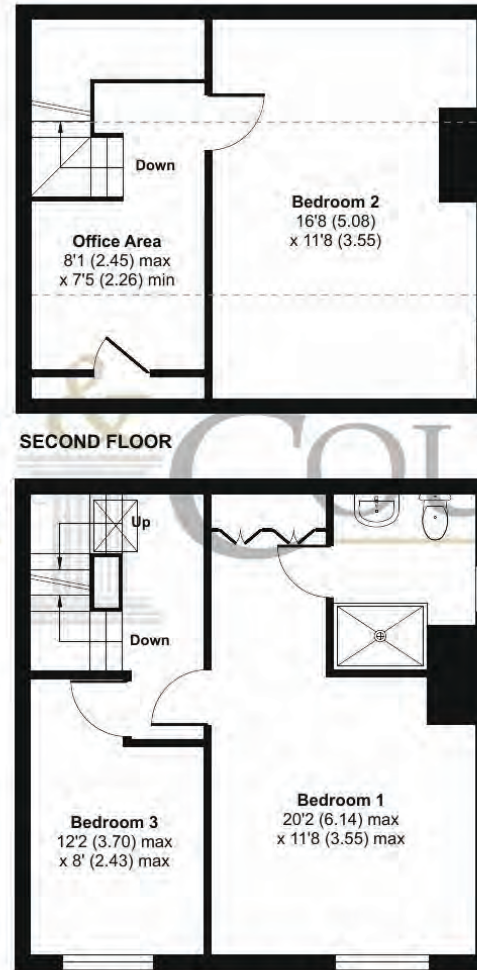 Down
Bedroom 2
16'8 (5.08)
x 11'8 (3.55)
Office Area
8'1 (2.45) max
x 7'5 (2.26) min
SECOND FLOOR
Up
Down
Bedroom 3
12'2 (3.70) max
x 8' (2.43) max
Bedroom 1
20'2 (6.14) max
x 11'8 (3.55) max